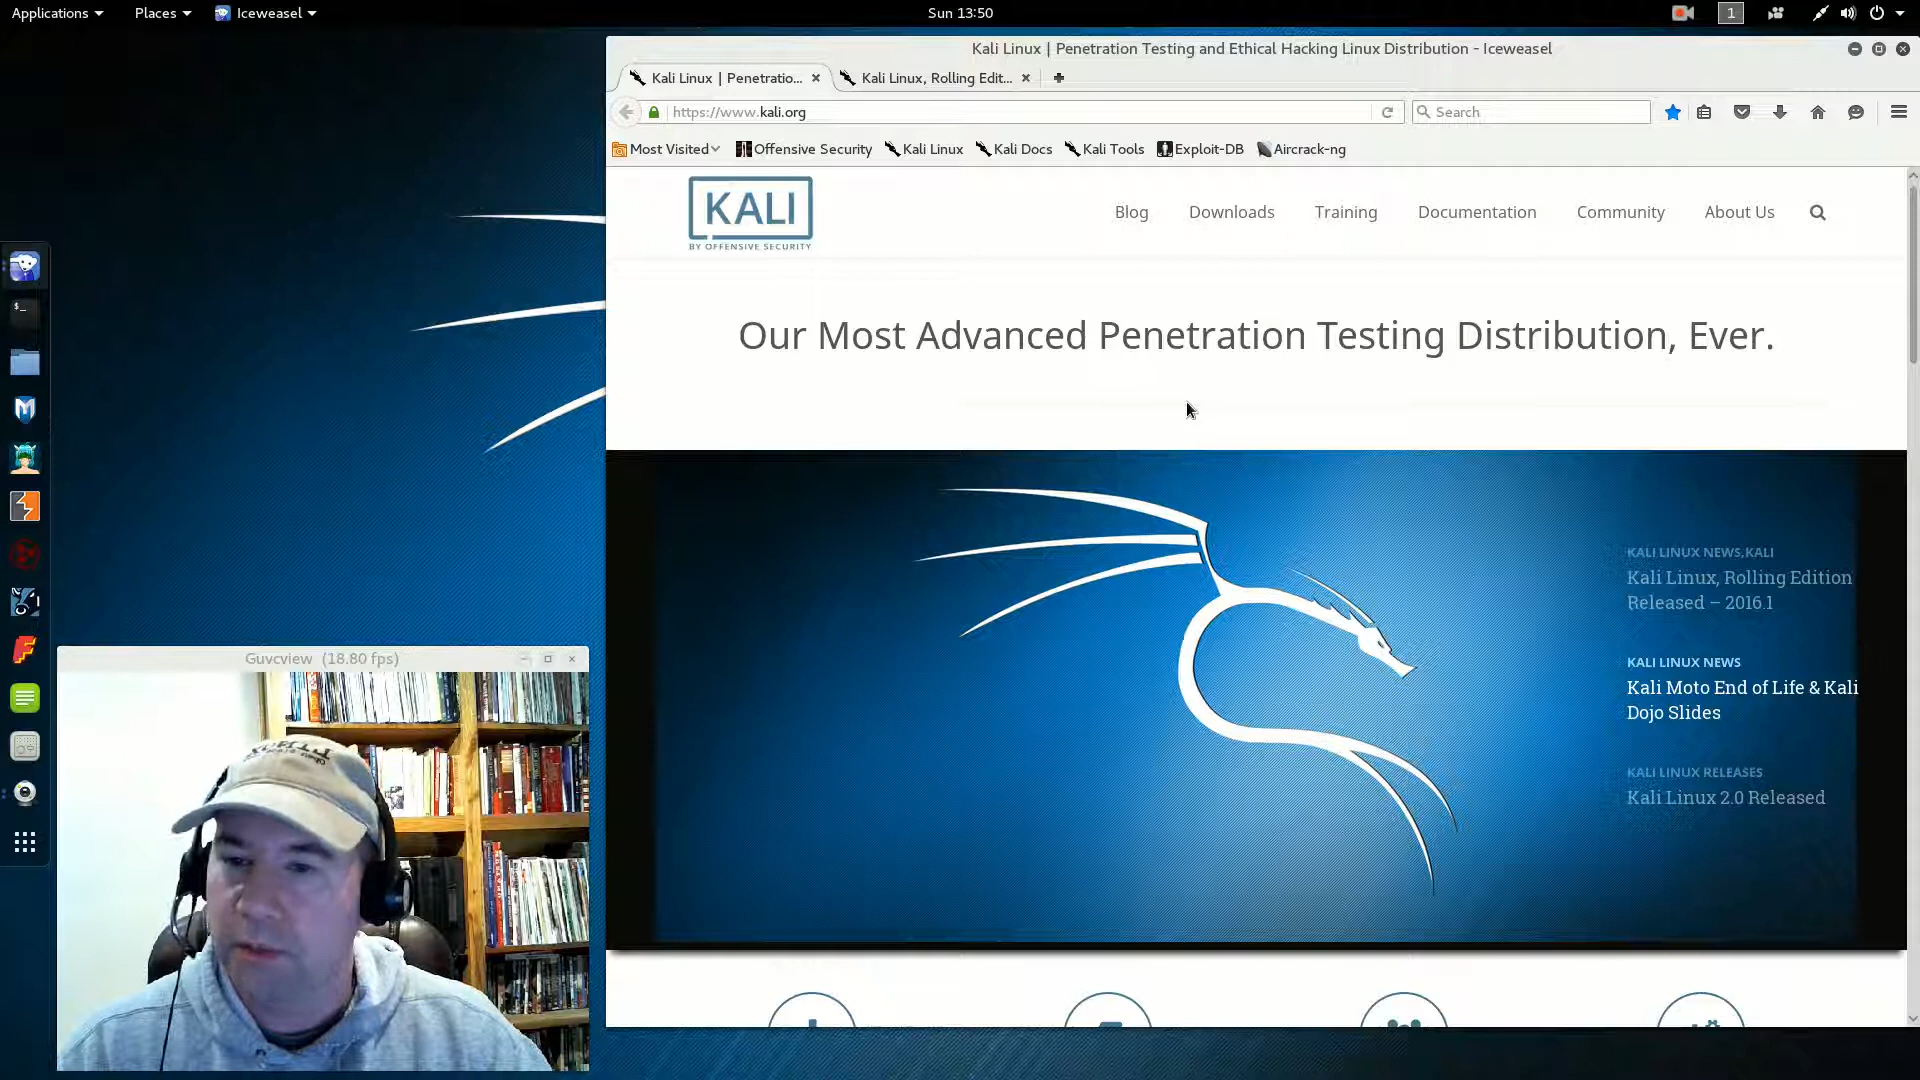 Applications
Places
Iceweasel
Sun 13:50
1
Kali Linux | Penetration Testing and Ethical Hacking Linux Distribution - Iceweasel
Kali Linux | Penetratio...
Kali Linux, Rolling Edit...
https://www.kali.org
Search
Most Visited
Offensive Security
Kali Linux
Kali Docs
Kali Tools
Exploit-DB
Aircrack-ng
KALI
BY OFFENSIVE SECURITY
Blog
Downloads
Training
Documentation
Community
About Us
Our Most Advanced Penetration Testing Distribution, Ever.
KALI LINUX NEWS,KALI
Kali Linux, Rolling Edition
Released – 2016.1
KALI LINUX NEWS
Kali Moto End of Life & Kali
Dojo Slides
KALI LINUX RELEASES
Kali Linux 2.0 Released
$_
Guvcview (18.80 fps)